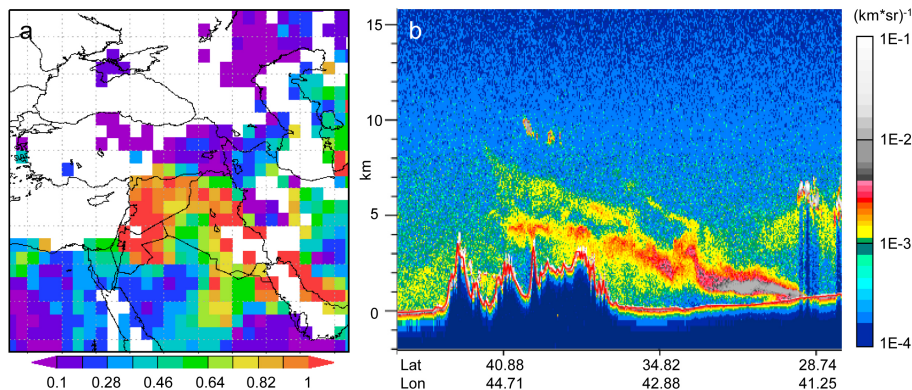 a
0.1 0.28 0.46 0.64 0.82 1
b
km
15
10
5
0
Lat 40.88 34.82 28.74
Lon 44.71 42.88 41.25
(km*sr)-1
1E-1
1E-2
1E-3
1E-4